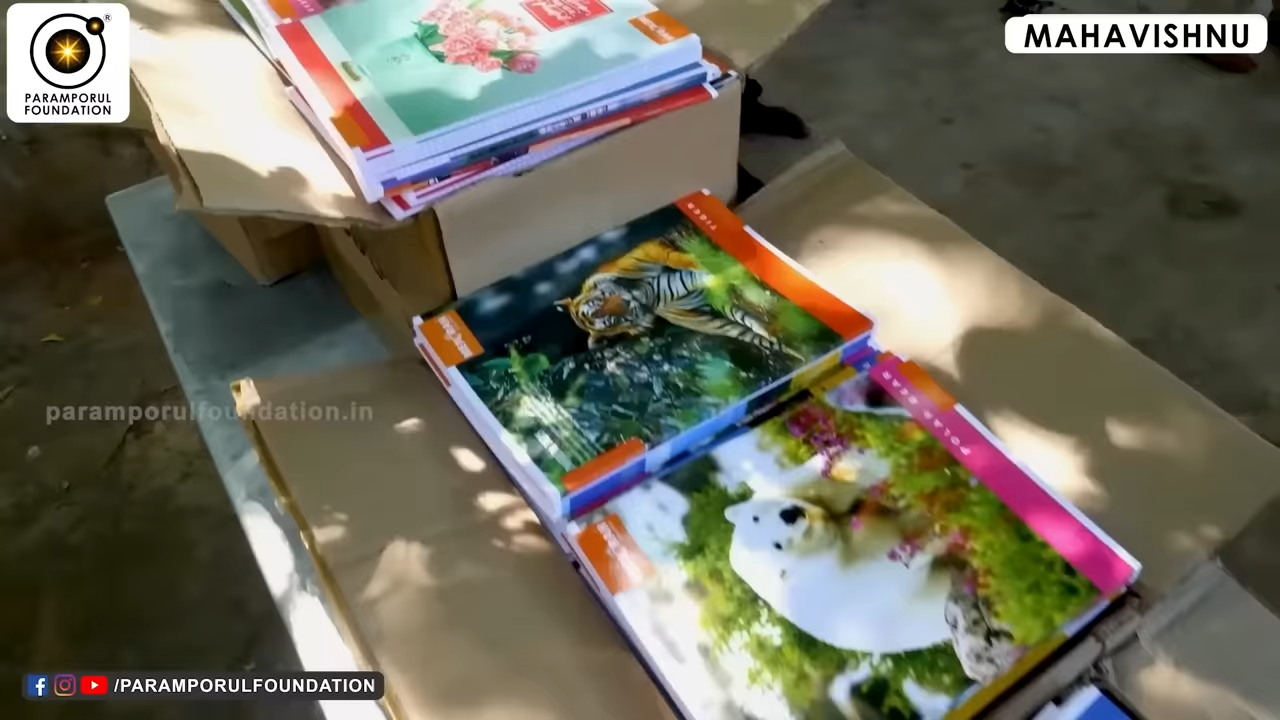 PARAMPORUL
FOUNDATION
®
MAHAVISHNU
TIGER
POLAR BEAR
paramporulfoundation.in
/PARAMPORULFOUNDATION